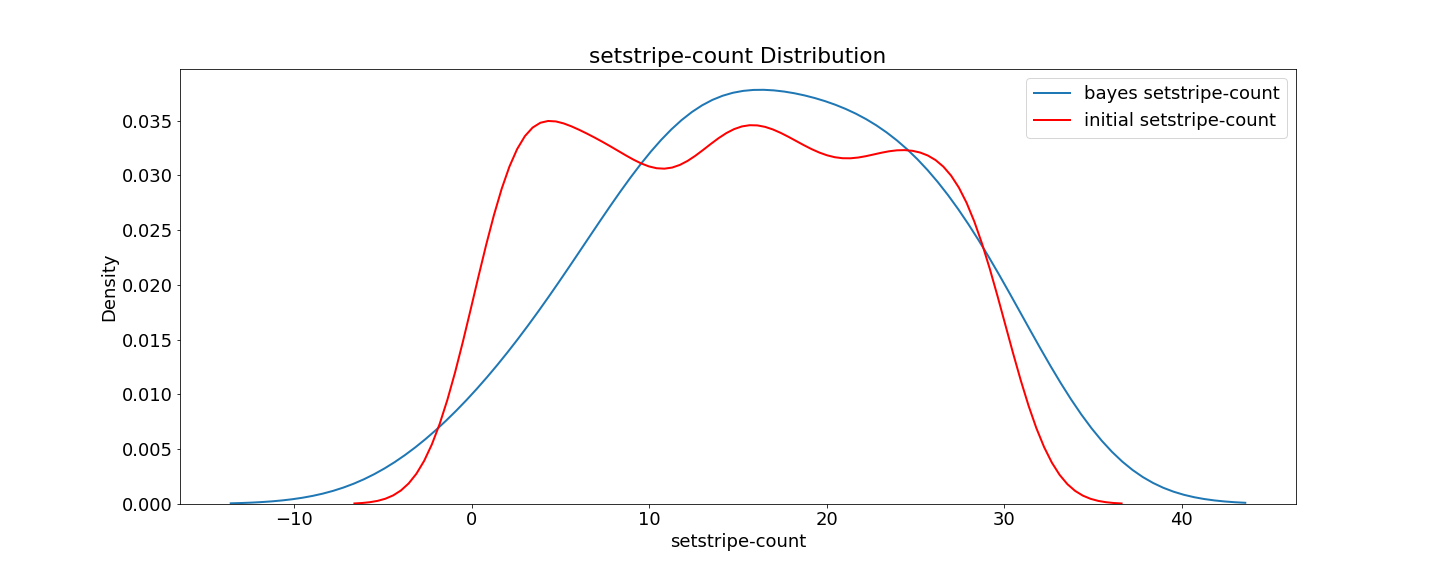 setstripe-count Distribution
bayes setstripe-count
initial setstripe-count
Density
0.035
0.030
0.025
0.020
0.015
0.010
0.005
0.000
−10 0 10 20 30 40
setstripe-count